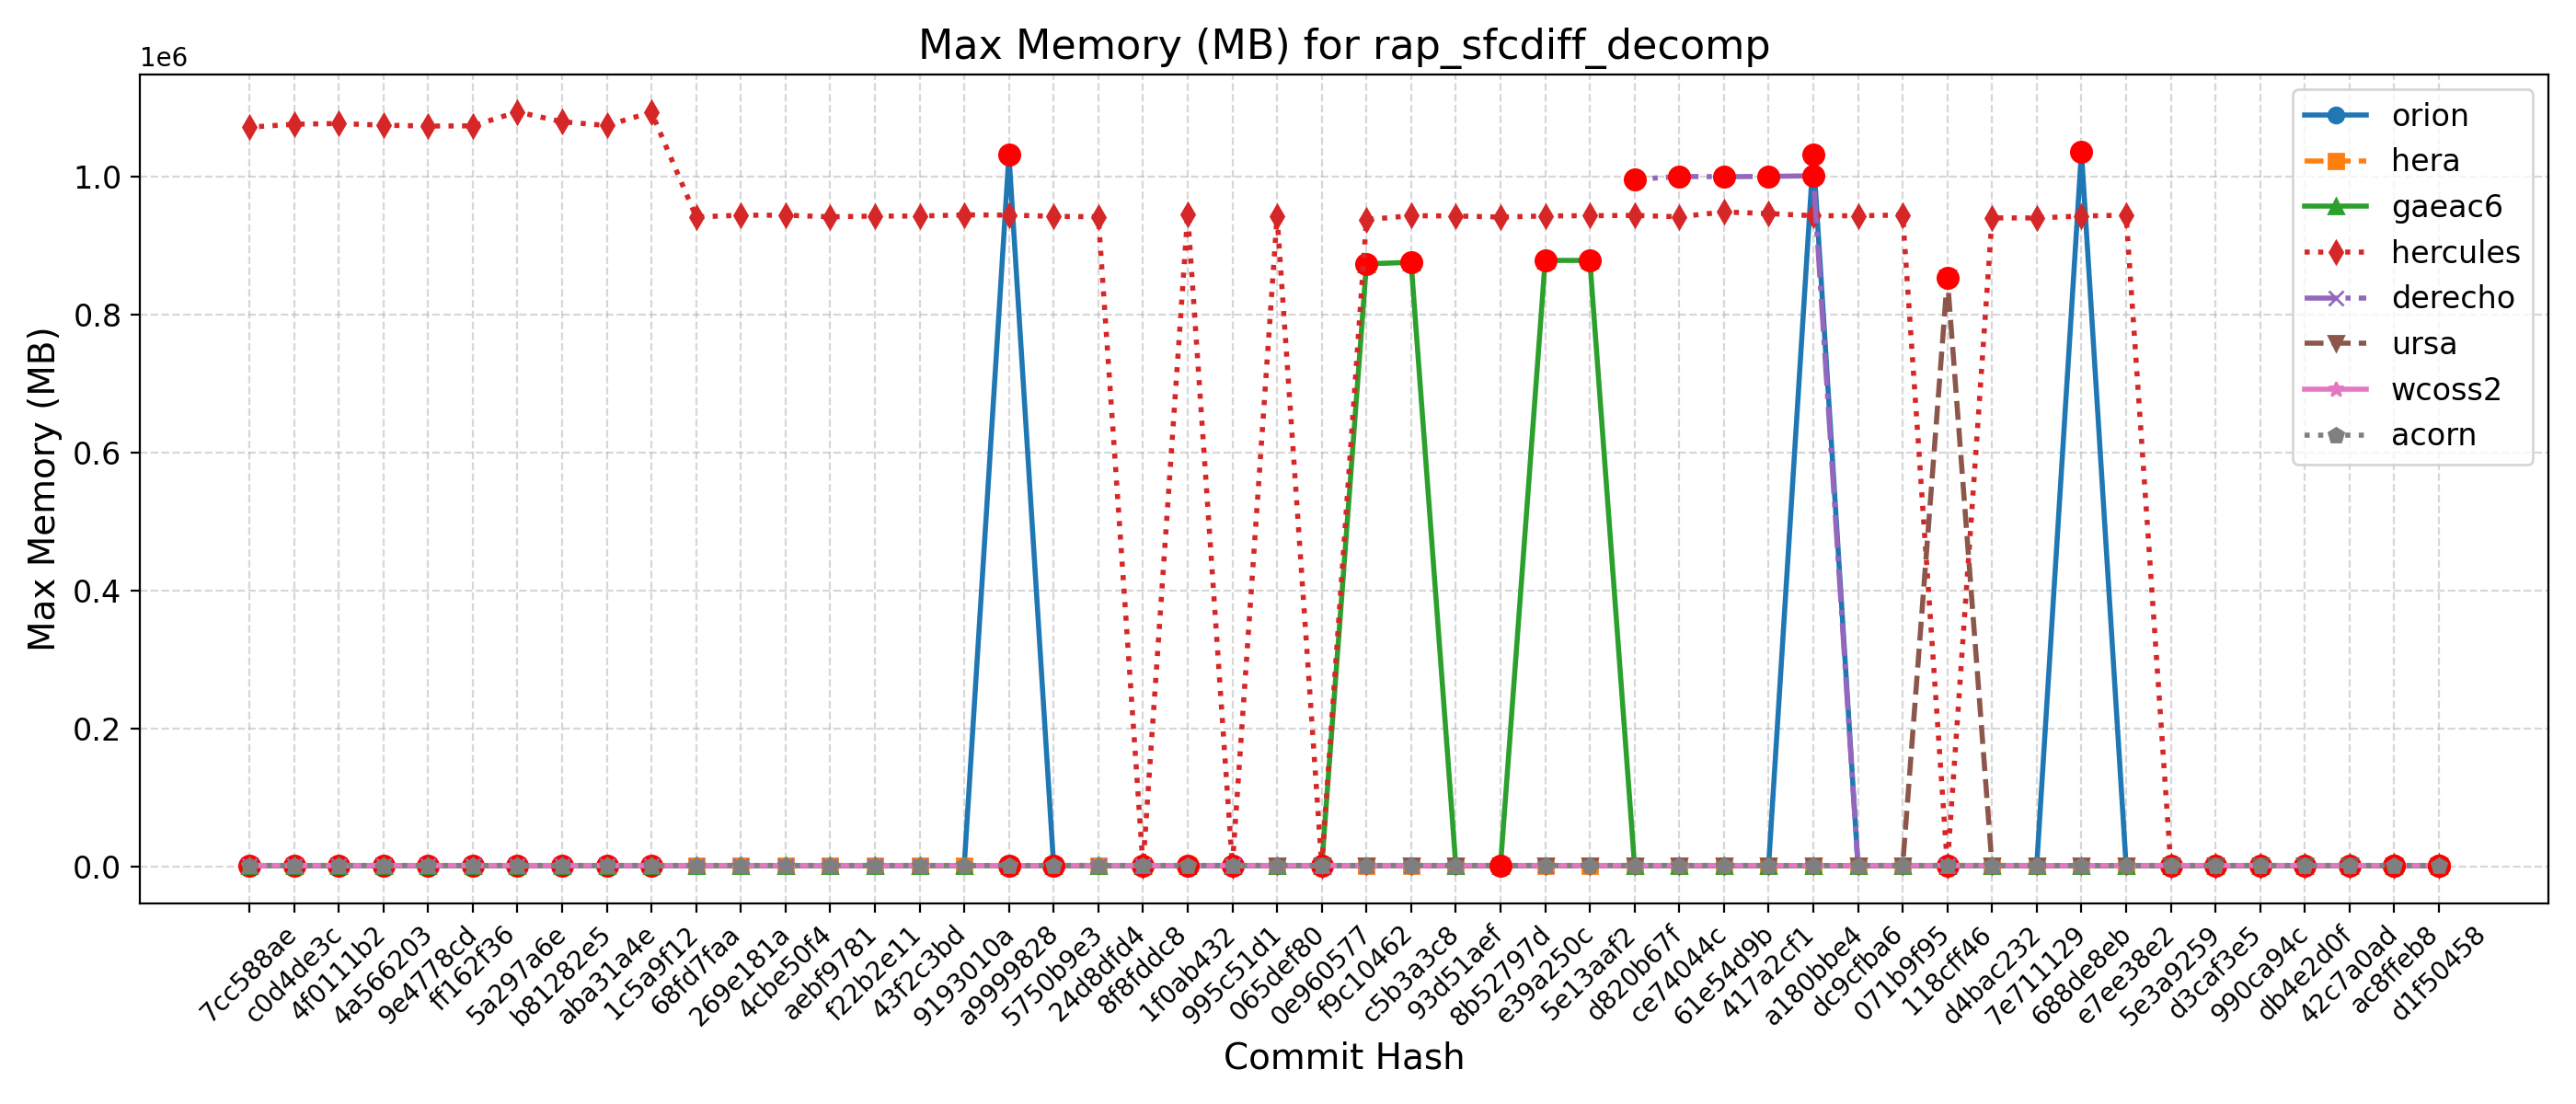 Max Memory (MB) for rap_sfcdiff_decomp
1e6
1.0
0.8
0.6
0.4
0.2
0.0
Max Memory (MB)
orion
hera
gaeac6
hercules
derecho
ursa
wcoss2
acorn
7cc588ae
c0d4de3c
4f0111b2
4a566203
9e4778cd
ff162f36
5a297a6e
b81282e5
aba31a4e
1c5a9f12
68fd7faa
269e181a
4cbe50f4
aebf9781
f22b2e11
43f2c3bd
9193010a
a9999828
5750b9e3
24d8dfd4
8f8fddc8
1f0ab432
995c51d1
065def80
0e960577
f9c10462
c5b3a3c8
93d51aef
8b52797d
e39a250c
5e13aaf2
d820b67f
ce74044c
61e54d9b
417a2cf1
a180bbe4
dc9cfba6
071b9f95
118cff46
d4bac232
7e711129
688de8eb
e7ee38e2
5e3a9259
d3caf3e5
990ca94c
db4e2d0f
42c7a0ad
ac8ffeb8
d1f50458
Commit Hash